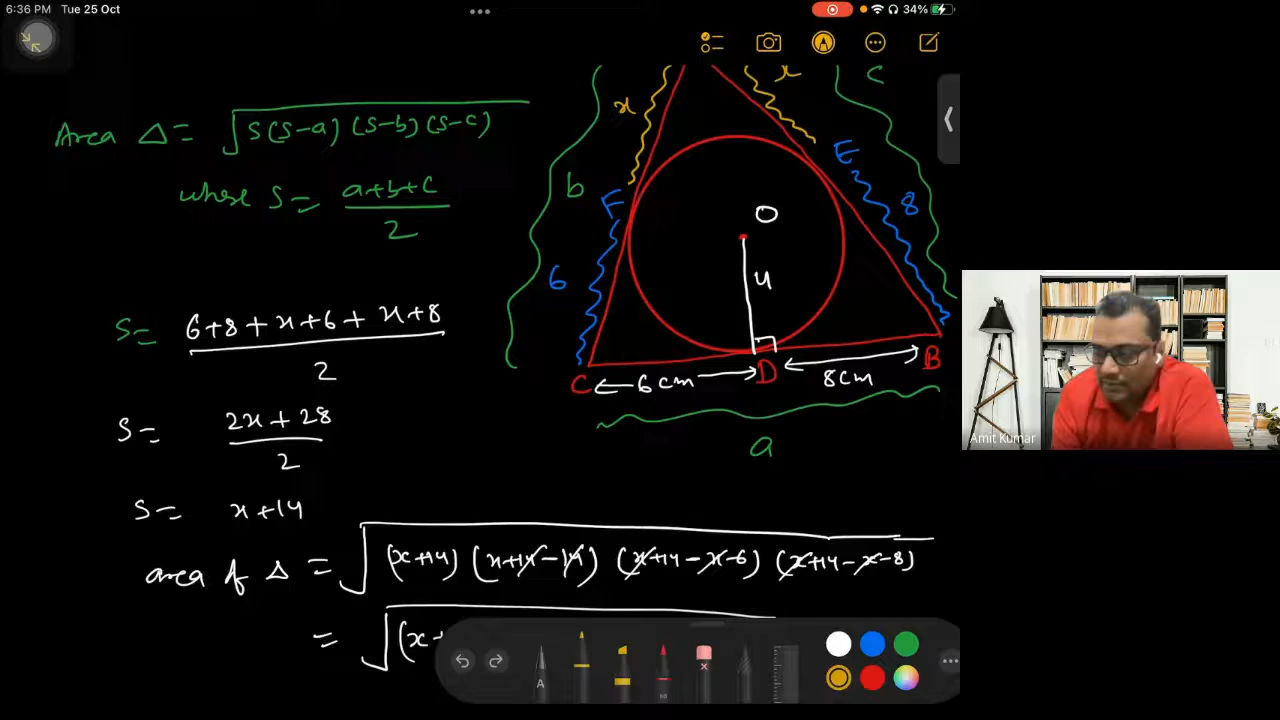 6:36 PM Tue 25 Oct
34%
Area Δ = √S(S-a)(S-b)(S-c)
where S = a+b+c
2
S = 6+8+x+6+x+8
2
S = 2x+28
2
S = x+14
area of Δ = √(x+14)(x+14-14)(x+14-x-6)(x+14-x-8)
= √(x+
x
x
c
b
F
E
8
O
6
4
C
6cm
D
8cm
B
a
A
Amit Kumar